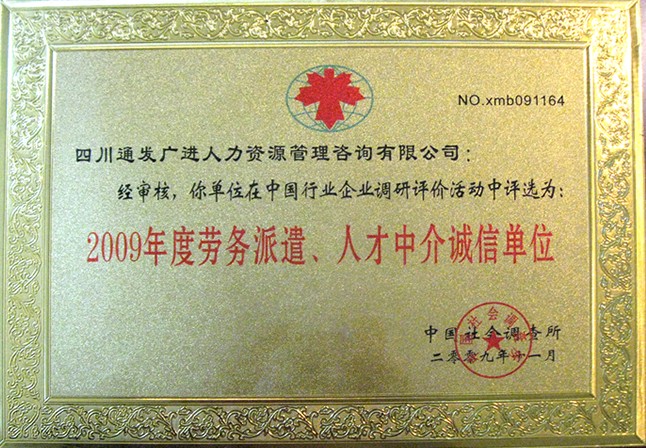 NO.xmb091164
四川通发广进人力资源管理咨询有限公司：
经审核，你单位在中国行业企业调研评价活动中评选为：
2009年度劳务派遣、人才中介诚信单位
中国社会调查所
二零零九年十一月